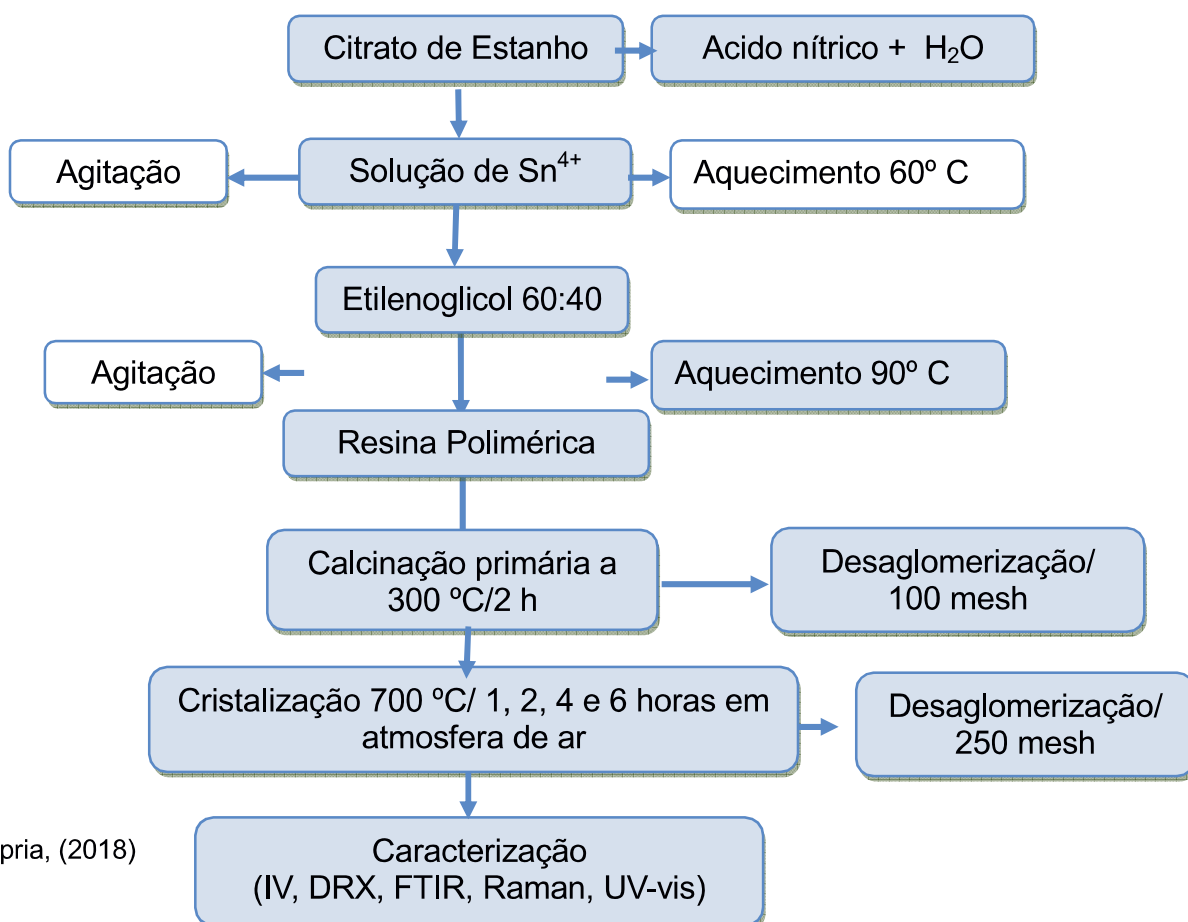 Citrato de Estanho
Acido nítrico + H₂O
Agitação
Solução de Sn⁴⁺
Aquecimento 60º C
Etilenoglicol 60:40
Agitação
Aquecimento 90º C
Resina Polimérica
Calcinação primária a
300 ºC/2 h
Desaglomerização/
100 mesh
Cristalização 700 ºC/ 1, 2, 4 e 6 horas em
atmosfera de ar
Desaglomerização/
250 mesh
pria, (2018)
Caracterização
(IV, DRX, FTIR, Raman, UV-vis)